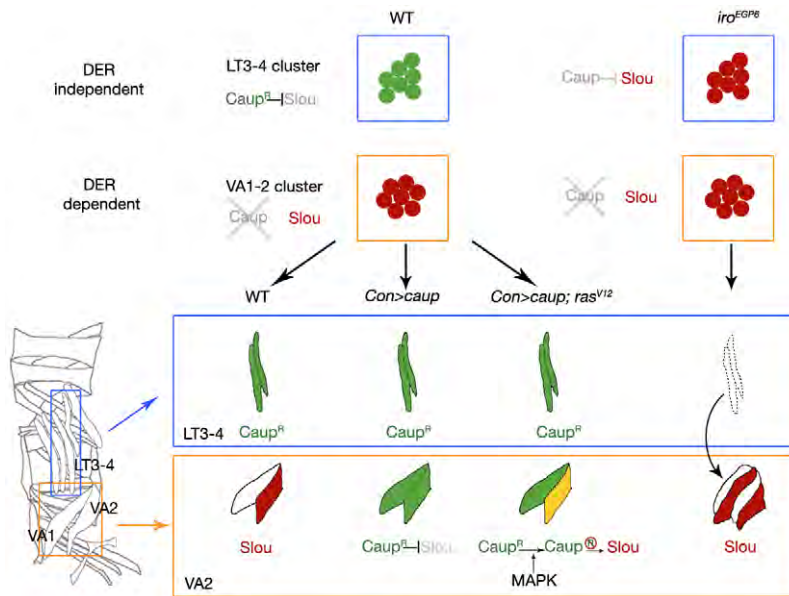 WT
iro^EGP6
DER
independent
LT3-4 cluster
Caup^R Slou
Caup Slou
DER
dependent
VA1-2 cluster
Caup Slou
Caup Slou
WT
Con>caup
Con>caup; ras^V12
LT3-4
VA2
VA1
Caup^R
Caup^R
Caup^R
LT3-4
Slou
Caup^R Slou
Caup^R Caup Slou
Slou
MAPK
VA2